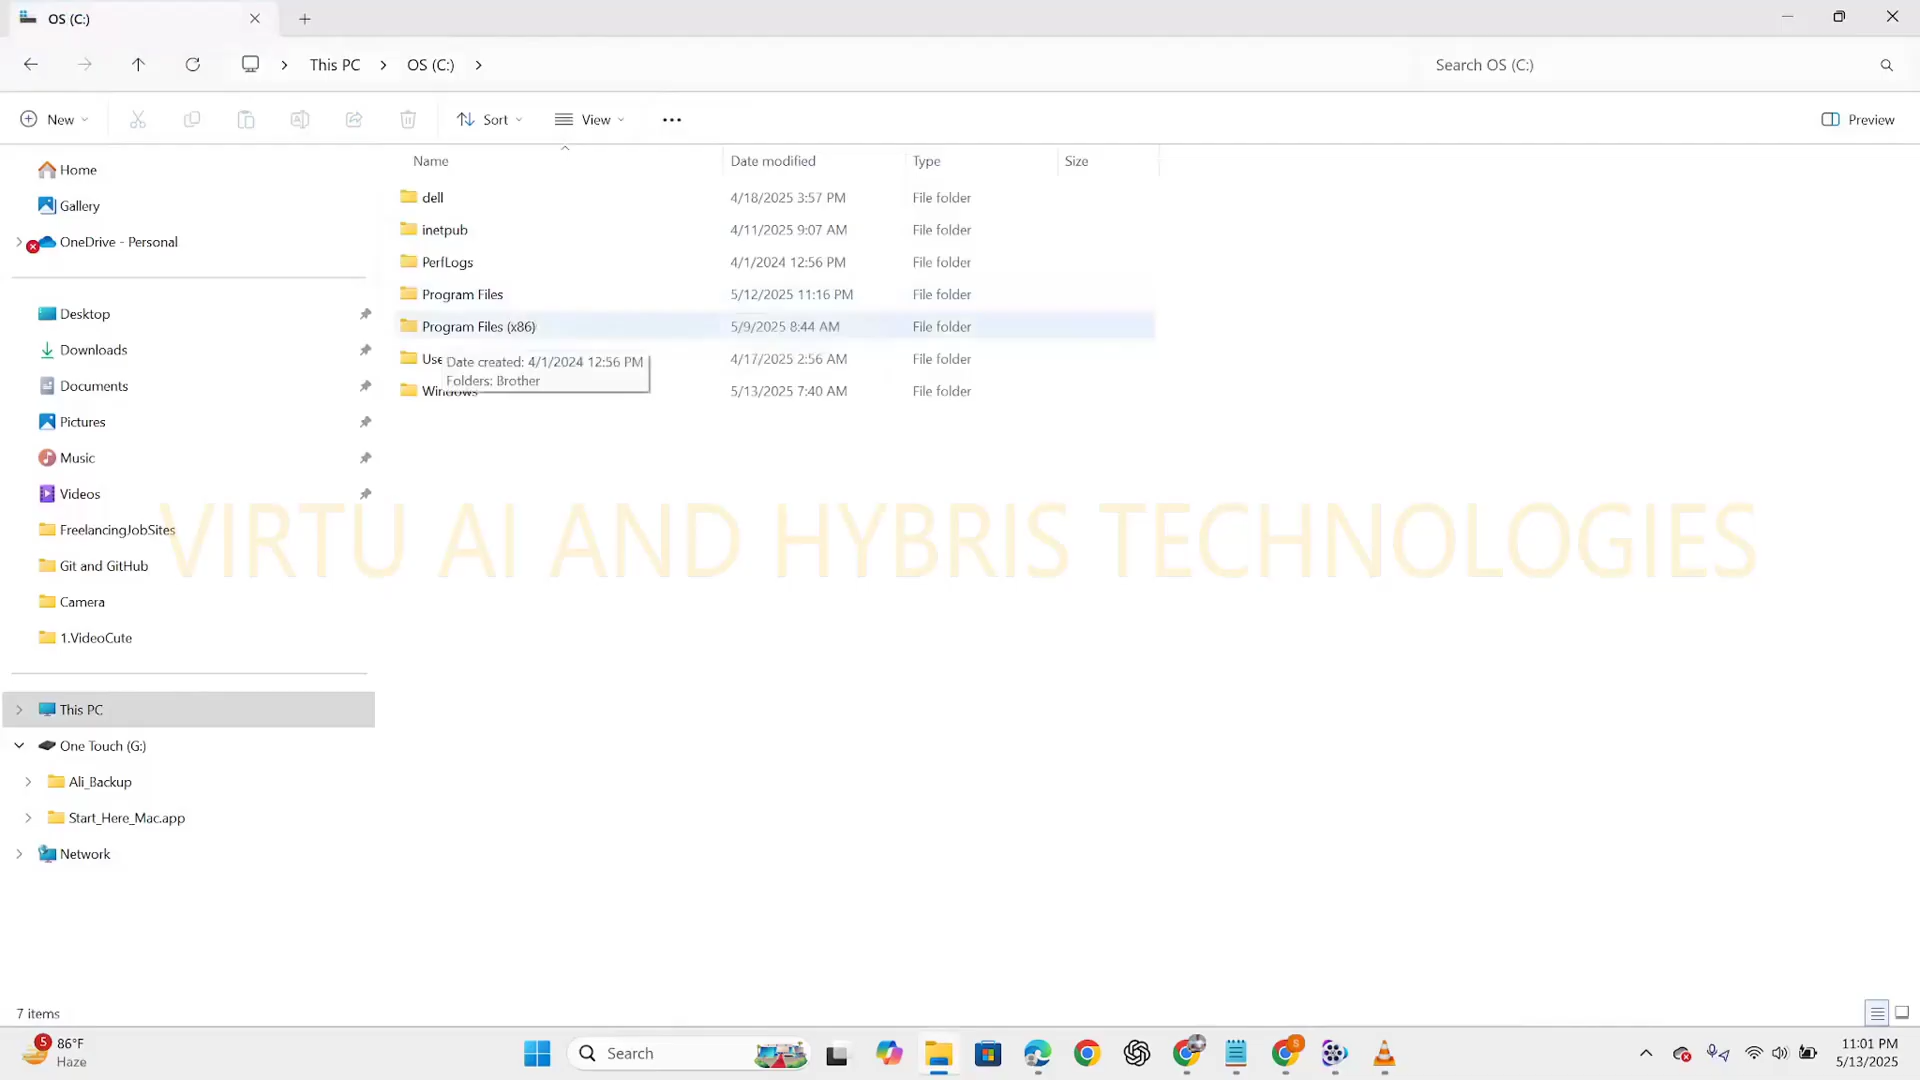 OS (C:)
This PC
OS (C:)
Search OS (C:)
New
Sort
View
Preview
Name
Date modified
Type
Size
Home
Gallery
OneDrive - Personal
Desktop
Downloads
Documents
Pictures
Music
Videos
FreelancingJobSites
Git and GitHub
Camera
1.VideoCute
This PC
One Touch (G:)
Ali_Backup
Start_Here_Mac.app
Network
dell 4/18/2025 3:57 PM File folder
inetpub 4/11/2025 9:07 AM File folder
PerfLogs 4/1/2024 12:56 PM File folder
Program Files 5/12/2025 11:16 PM File folder
Program Files (x86) 5/9/2025 8:44 AM File folder
Use 4/17/2025 2:56 AM File folder
Windows 5/13/2025 7:40 AM File folder
Date created: 4/1/2024 12:56 PM
Folders: Brother
VIRTU AI AND HYBRIS TECHNOLOGIES
7 items
5
86°F
Haze
Search
S
11:01 PM
5/13/2025